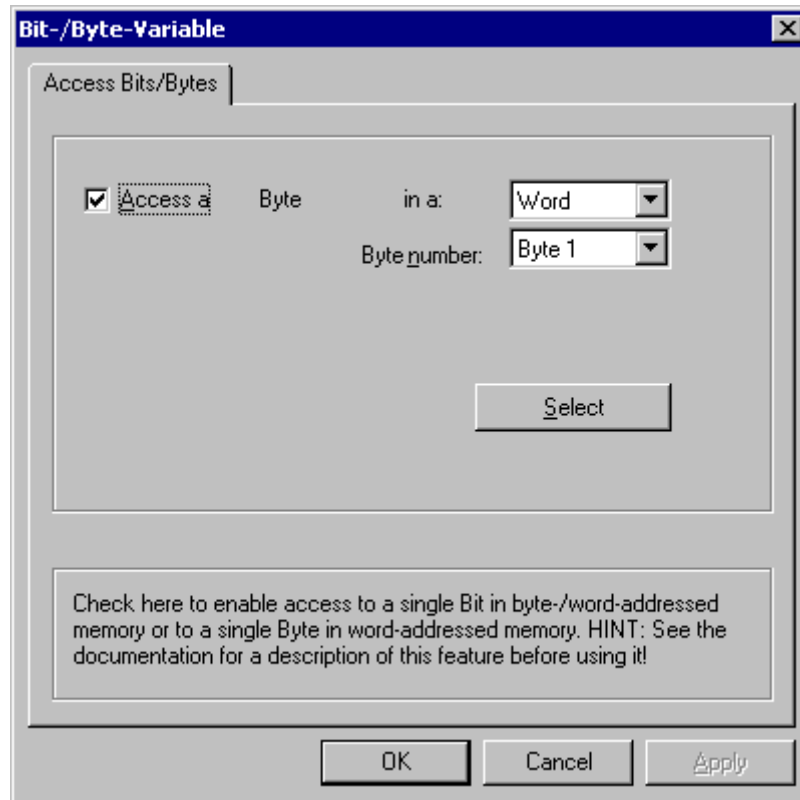 Bit-/Byte-Variable
Access Bits/Bytes
Access a Byte in a: Word
Byte number: Byte 1
Select
Check here to enable access to a single Bit in byte-/word-addressed
memory or to a single Byte in word-addressed memory. HINT: See the
documentation for a description of this feature before using it!
OK Cancel Apply